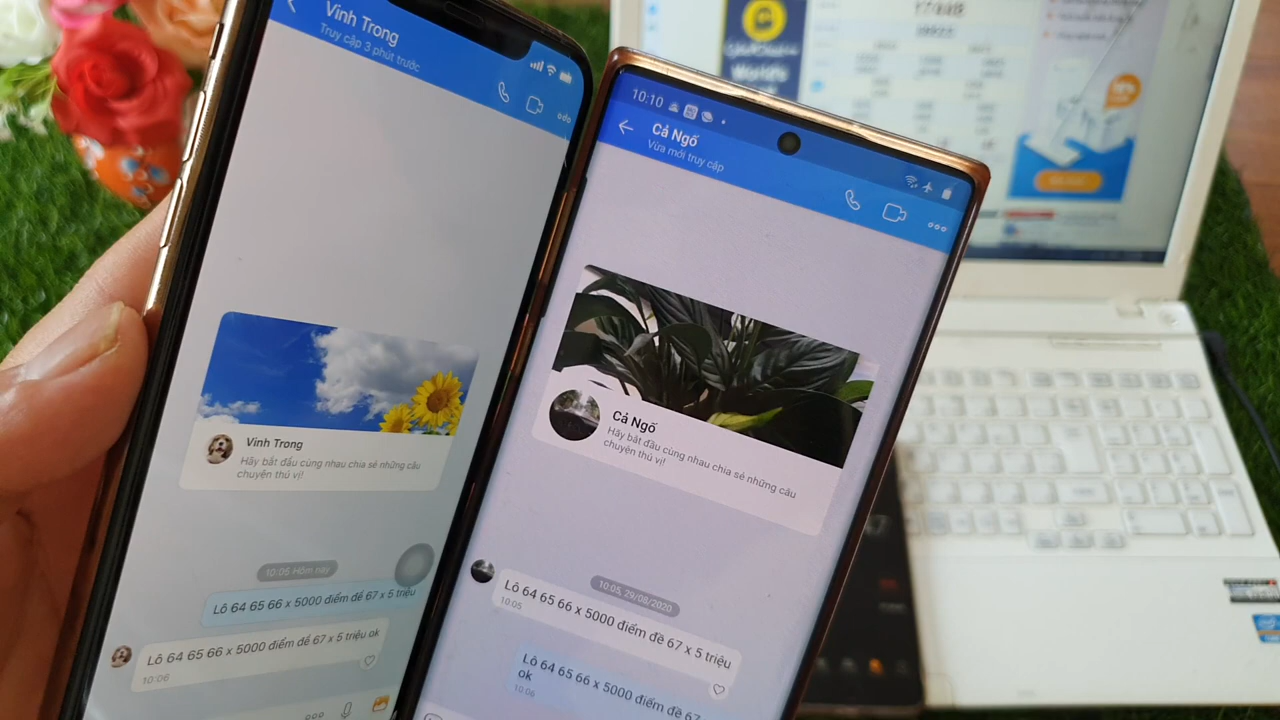 Vinh Trong
Truy cập 3 phút trước
Vinh Trong
Hãy bắt đầu cùng nhau chia sẻ những câu
chuyện thú vị!
10:05 Hôm nay
Lô 64 65 66 x 5000 điểm đề 67 x 5 triệu
Lô 64 65 66 x 5000 điểm đề 67 x 5 triệu ok
10:06
10:10
Cả Ngố
Vừa mới truy cập
Cả Ngố
Hãy bắt đầu cùng nhau chia sẻ những câu
chuyện thú vị!
10:05, 29/08/2020
Lô 64 65 66 x 5000 điểm đề 67 x 5 triệu
10:05
Lô 64 65 66 x 5000 điểm đề 67
ok
10:06
World's